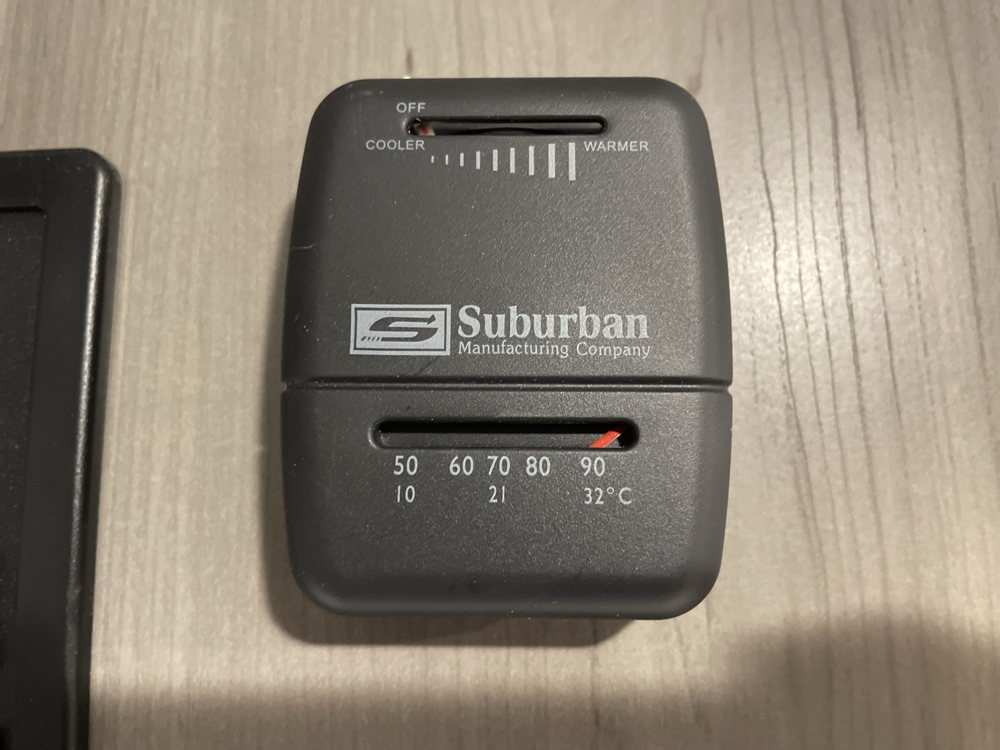 OFF
COOLER WARMER
Suburban
Manufacturing Company
50 60 70 80 90
10 21 32°C